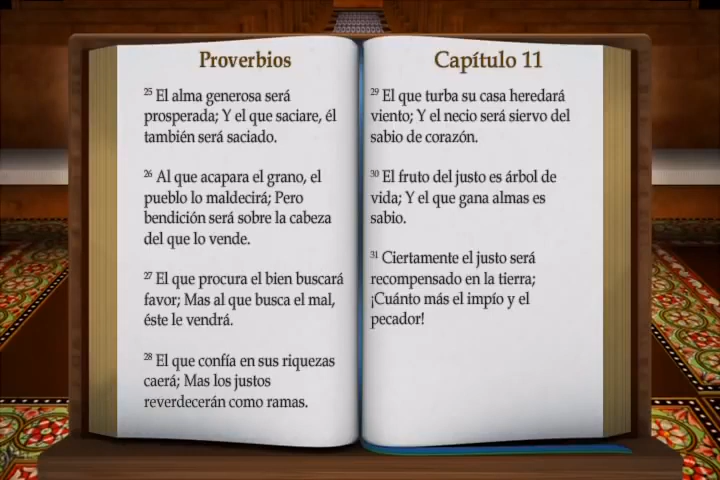 Proverbios
25 El alma generosa será
prosperada; Y el que saciare, él
también será saciado.
26 Al que acapara el grano, el
pueblo lo maldecirá; Pero
bendición será sobre la cabeza
del que lo vende.
27 El que procura el bien buscará
favor; Mas al que busca el mal,
éste le vendrá.
28 El que confía en sus riquezas
caerá; Mas los justos
reverdecerán como ramas.
Capítulo 11
29 El que turba su casa heredará
viento; Y el necio será siervo del
sabio de corazón.
30 El fruto del justo es árbol de
vida; Y el que gana almas es
sabio.
31 Ciertamente el justo será
recompensado en la tierra;
¡Cuánto más el impío y el
pecador!